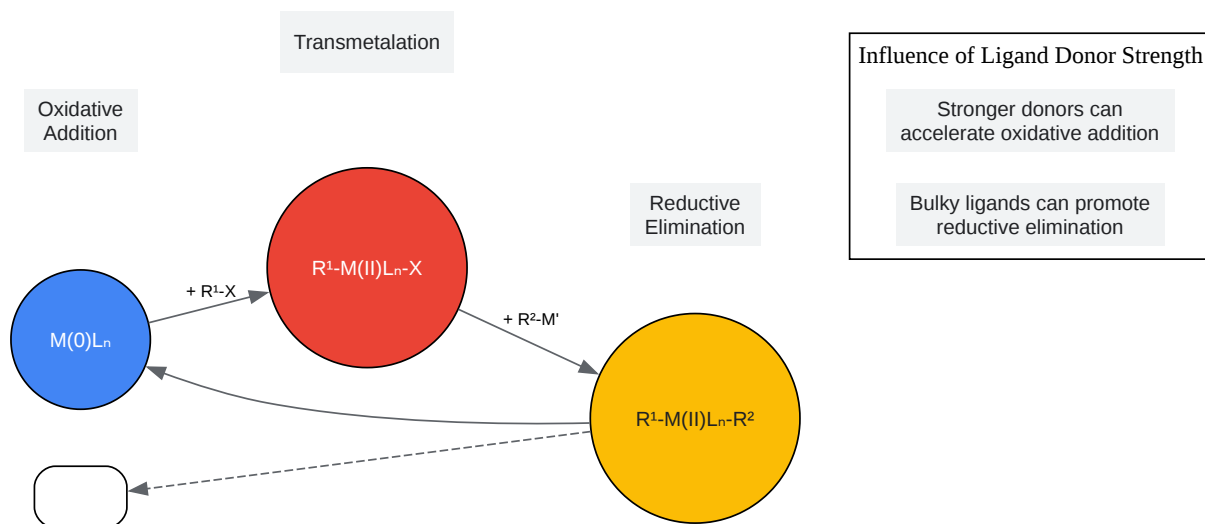 Transmetalation
Influence of Ligand Donor Strength
Oxidative
Addition
Stronger donors can
accelerate oxidative addition
Reductive
Elimination
Bulky ligands can promote
reductive elimination
R¹-M(II)Lₙ-X
+ R¹-X
+ R²-M'
M(0)Lₙ
R¹-M(II)Lₙ-R²